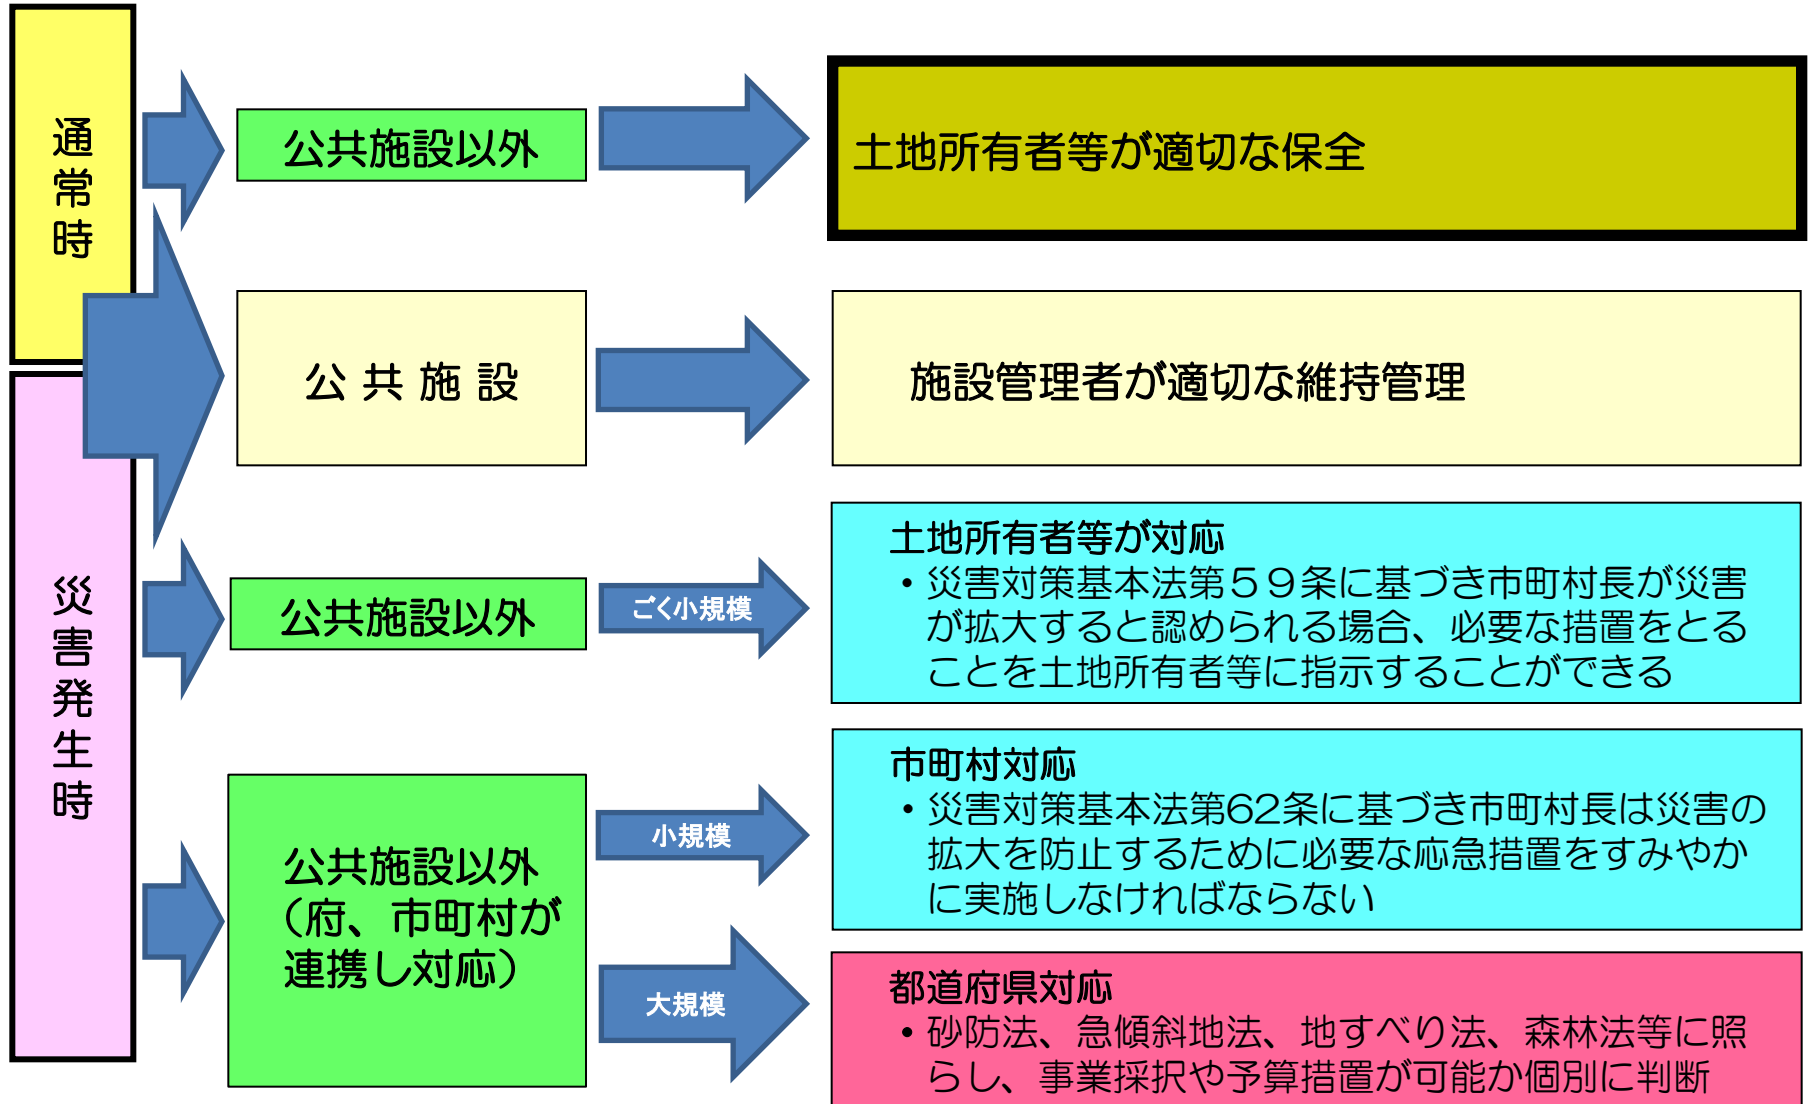 通常時
公共施設以外
土地所有者等が適切な保全
公共施設
施設管理者が適切な維持管理
災害発生時
公共施設以外
ごく小規模
土地所有者等が対応
・災害対策基本法第５９条に基づき市町村長が災害
が拡大すると認められる場合、必要な措置をとる
ことを土地所有者等に指示することができる
公共施設以外
（府、市町村が
連携し対応）
小規模
市町村対応
・災害対策基本法第62条に基づき市町村長は災害の
拡大を防止するために必要な応急措置をすみやか
に実施しなければならない
大規模
都道府県対応
・砂防法、急傾斜地法、地すべり法、森林法等に照
らし、事業採択や予算措置が可能か個別に判断